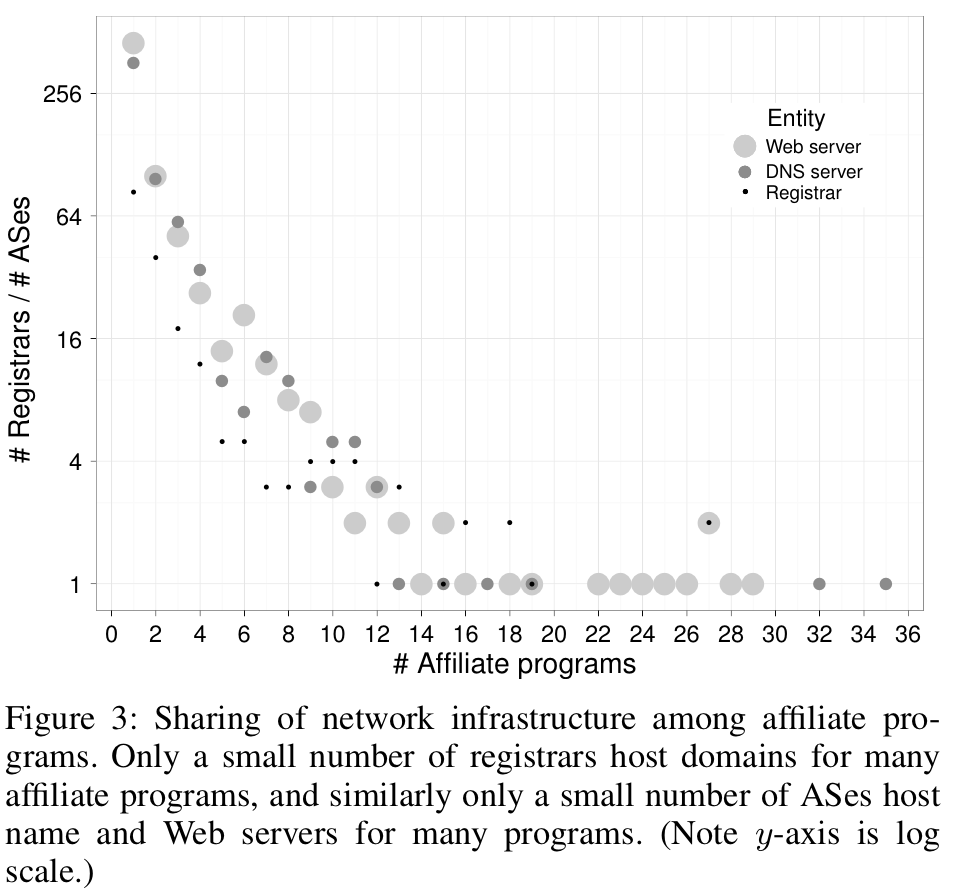 256
64
16
4
1
# Registrars / # ASes
Entity
Web server
DNS server
Registrar
0 2 4 6 8 10 12 14 16 18 20 22 24 26 28 30 32 34 36
# Affiliate programs
Figure 3: Sharing of network infrastructure among affiliate pro-
grams. Only a small number of registrars host domains for many
affiliate programs, and similarly only a small number of ASes host
name and Web servers for many programs. (Note y-axis is log
scale.)